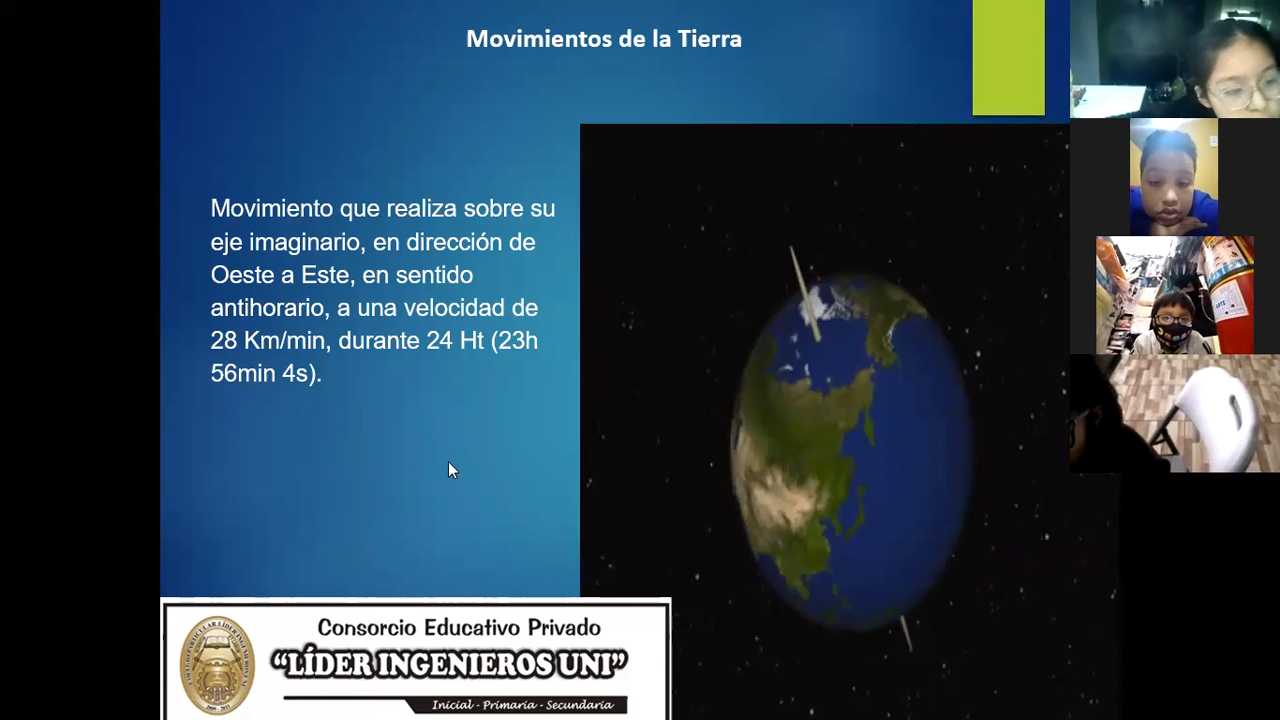 Movimientos de la Tierra
Movimiento que realiza sobre su
eje imaginario, en dirección de
Oeste a Este, en sentido
antihorario, a una velocidad de
28 Km/min, durante 24 Ht (23h
56min 4s).
Consorcio Educativo Privado
"LÍDER INGENIEROS UNI"
Inicial - Primaria - Secundaria